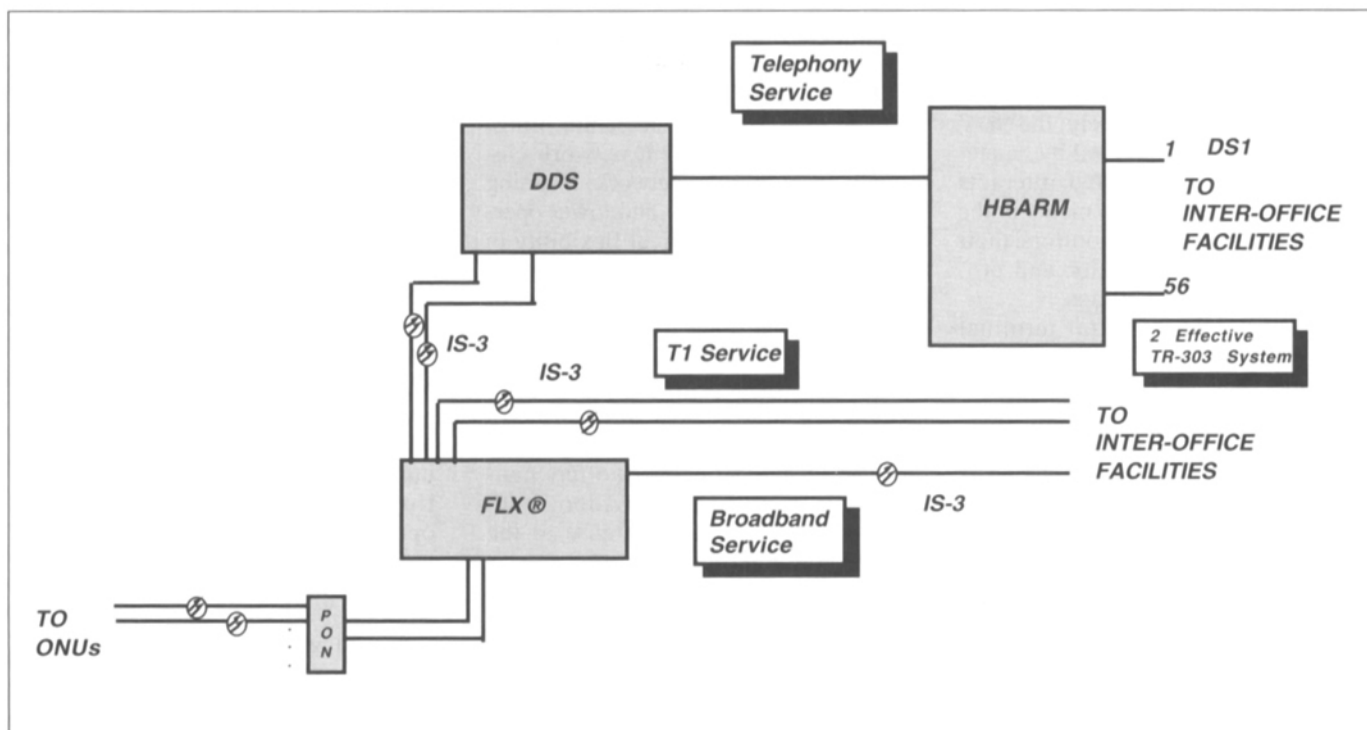 Telephony
Service
DDS
HBARM
1 DS1
TO
INTER-OFFICE
FACILITIES
56
2 Effective
TR-303 System
IS-3
T1 Service
IS-3
TO
INTER-OFFICE
FACILITIES
FLX®
IS-3
Broadband
Service
TO
ONUs
P
O
N